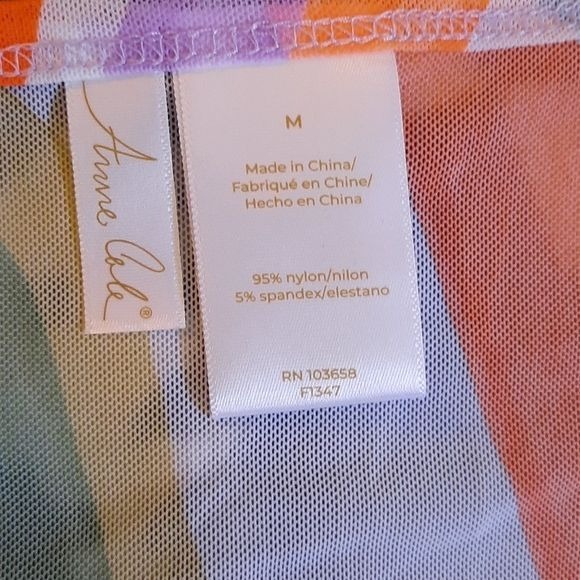 Anne Cole®
M
Made in China/
Fabriqué en Chine/
Hecho en China
95% nylon/nilon
5% spandex/elestano
RN 103658
F1347